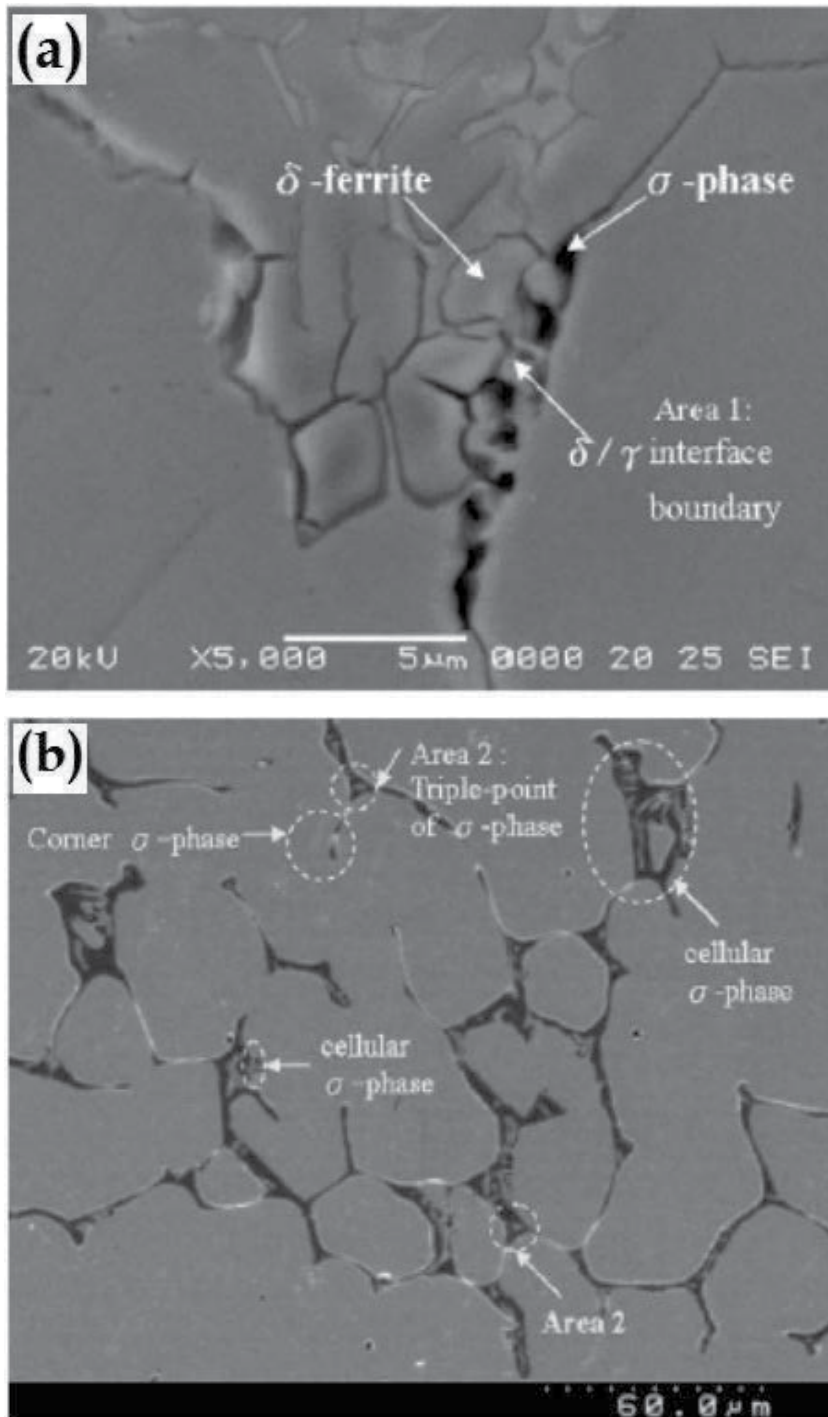 (a)
δ -ferrite
σ -phase
Area 1:
δ / γ interface
boundary
20kV X5,000 5μm 0000 20 25 SEI
(b)
Area 2 :
Triple-point
of σ -phase
Corner σ -phase
cellular
σ -phase
cellular
σ -phase
Area 2
60.0μm